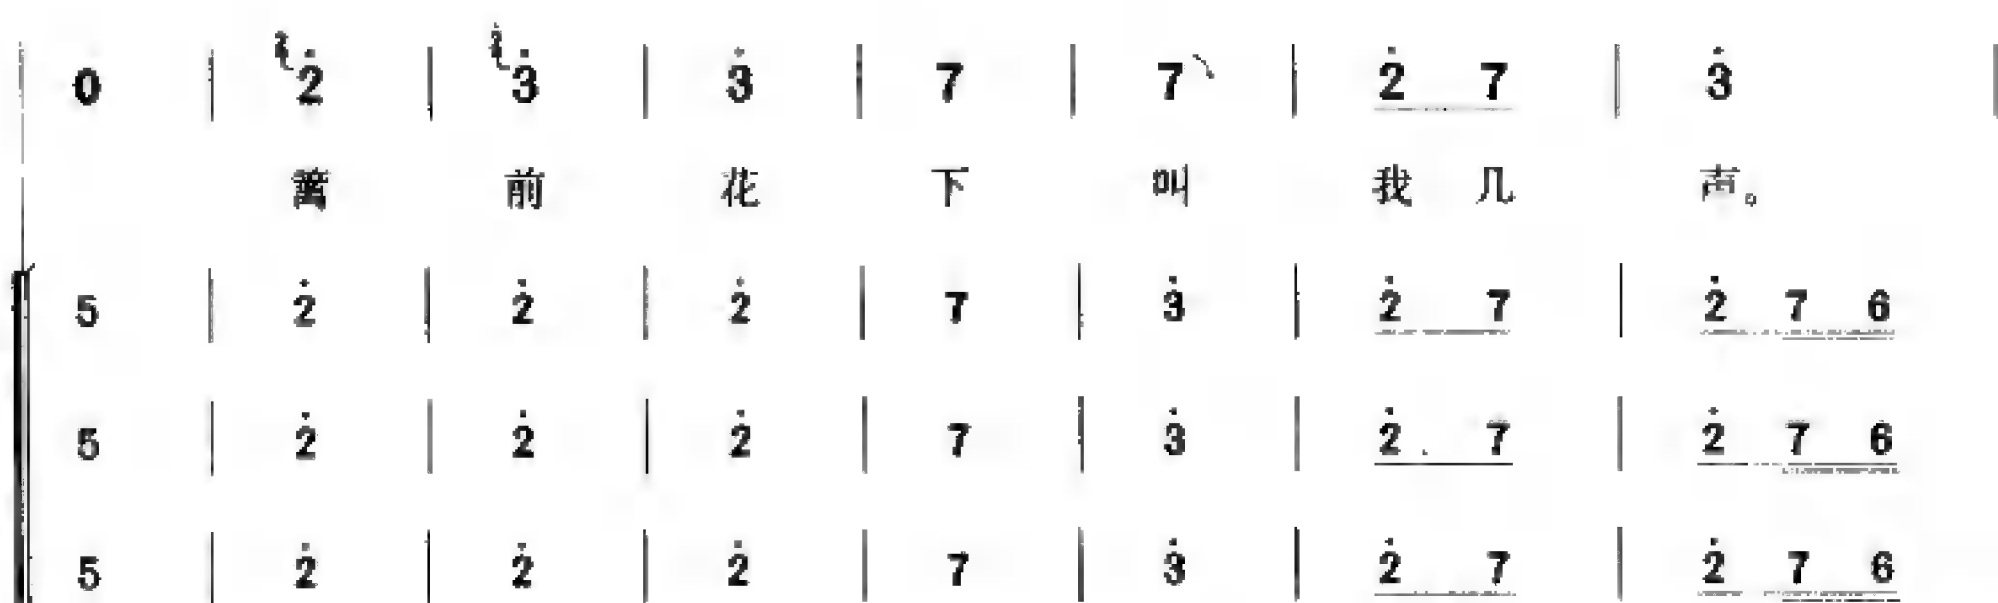 0 | 2̇ | 3̇ | 3̇ | 7 | 7 | 2̇ 7 | 3̇ |
篱 前 花 下 叫 我 几 声。
5 | 2̇ | 2̇ | 2̇ | 7 | 3̇ | 2̇ 7 | 2̇ 7 6
5 | 2̇ | 2̇ | 2̇ | 7 | 3̇ | 2̇ . 7 | 2̇ 7 6
5 | 2̇ | 2̇ | 2̇ | 7 | 3̇ | 2̇ 7 | 2̇ 7 6